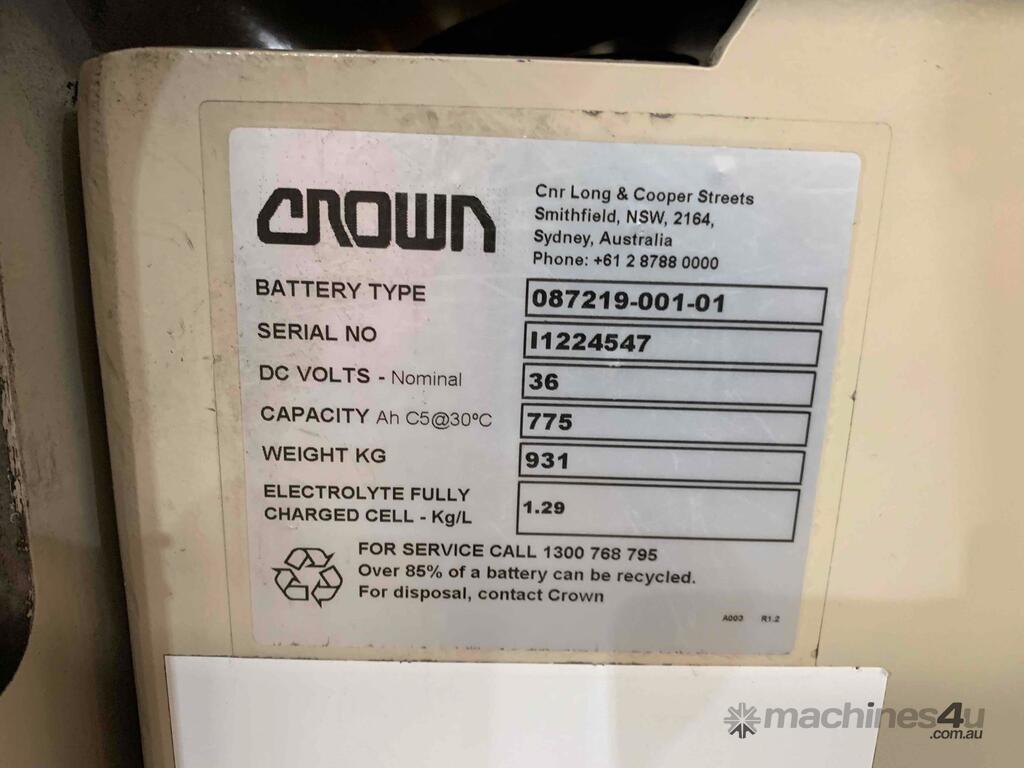 CROWN
Cnr Long & Cooper Streets
Smithfield, NSW, 2164,
Sydney, Australia
Phone: +61 2 8788 0000
BATTERY TYPE 087219-001-01
SERIAL NO I1224547
DC VOLTS - Nominal 36
CAPACITY Ah C5@30ºC 775
WEIGHT KG 931
ELECTROLYTE FULLY
CHARGED CELL - Kg/L 1.29
FOR SERVICE CALL 1300 768 795
Over 85% of a battery can be recycled.
For disposal, contact Crown
A003 R1.2
machines4u
.com.au